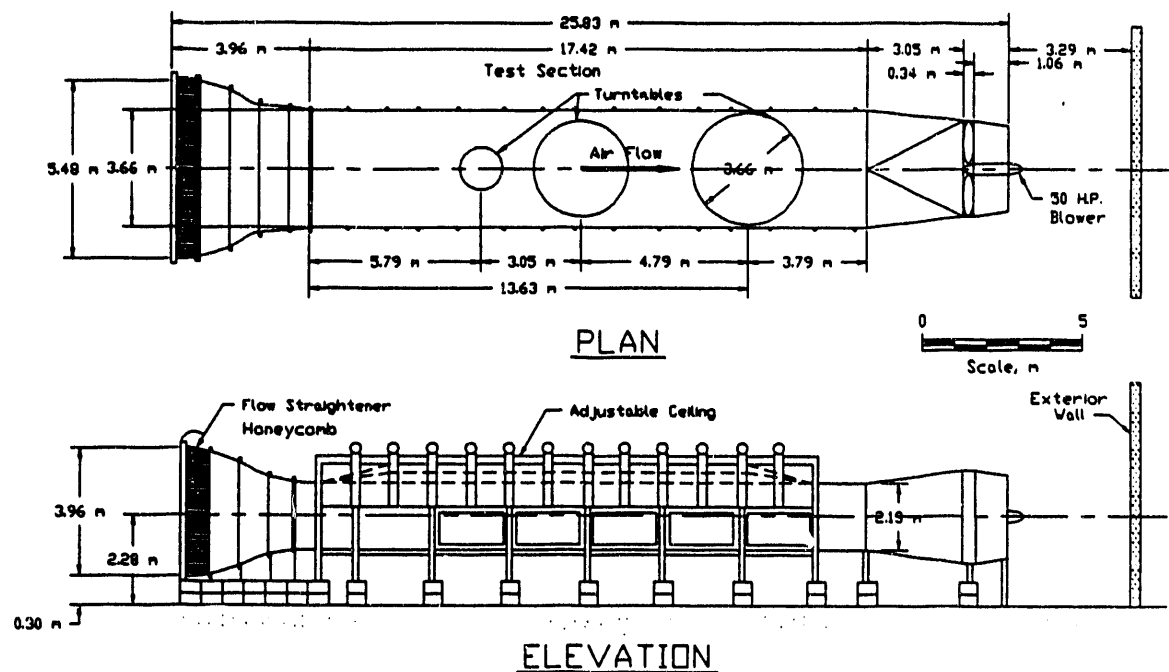 25.83 m
3.96 m
17.42 m
3.05 m
3.29 m
0.34 m
1.06 m
Test Section
Turntables
5.48 m
3.66 m
Air Flow
3.66 m
50 H.P.
Blower
5.79 m
3.05 m
4.79 m
3.79 m
13.63 m
PLAN
0
5
Scale, m
Flow Straightener
Honeycomb
Adjustable Ceiling
Exterior
Wall
3.96 m
2.28 m
2.13 m
0.30 m
ELEVATION